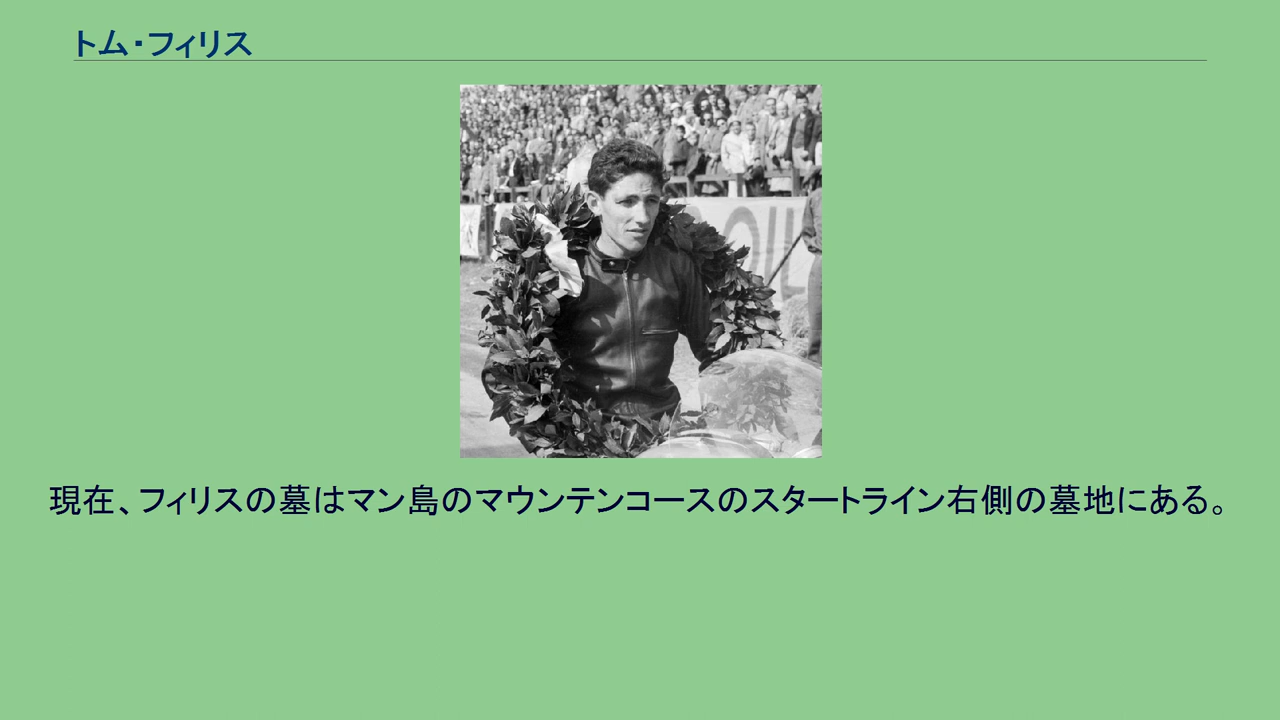 トム・フィリス
OIL
現在、フィリスの墓はマン島のマウンテンコースのスタートライン右側の墓地にある。